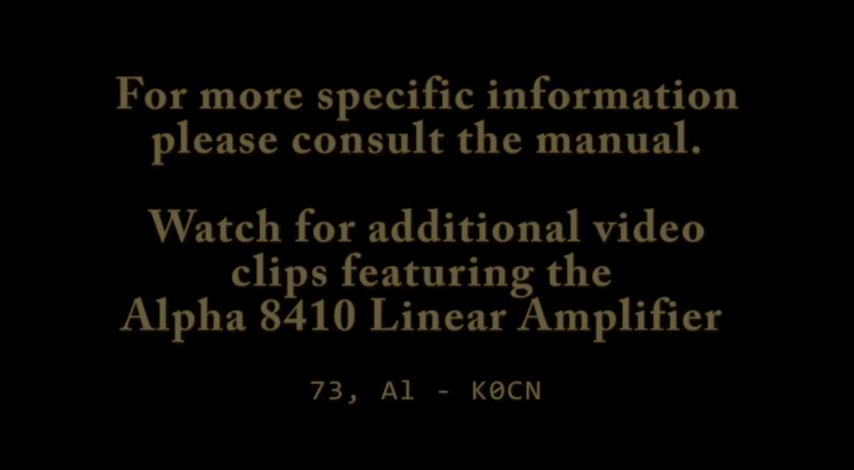 For more specific information
please consult the manual.
Watch for additional video
clips featuring the
Alpha 8410 Linear Amplifier
73, Al - K0CN